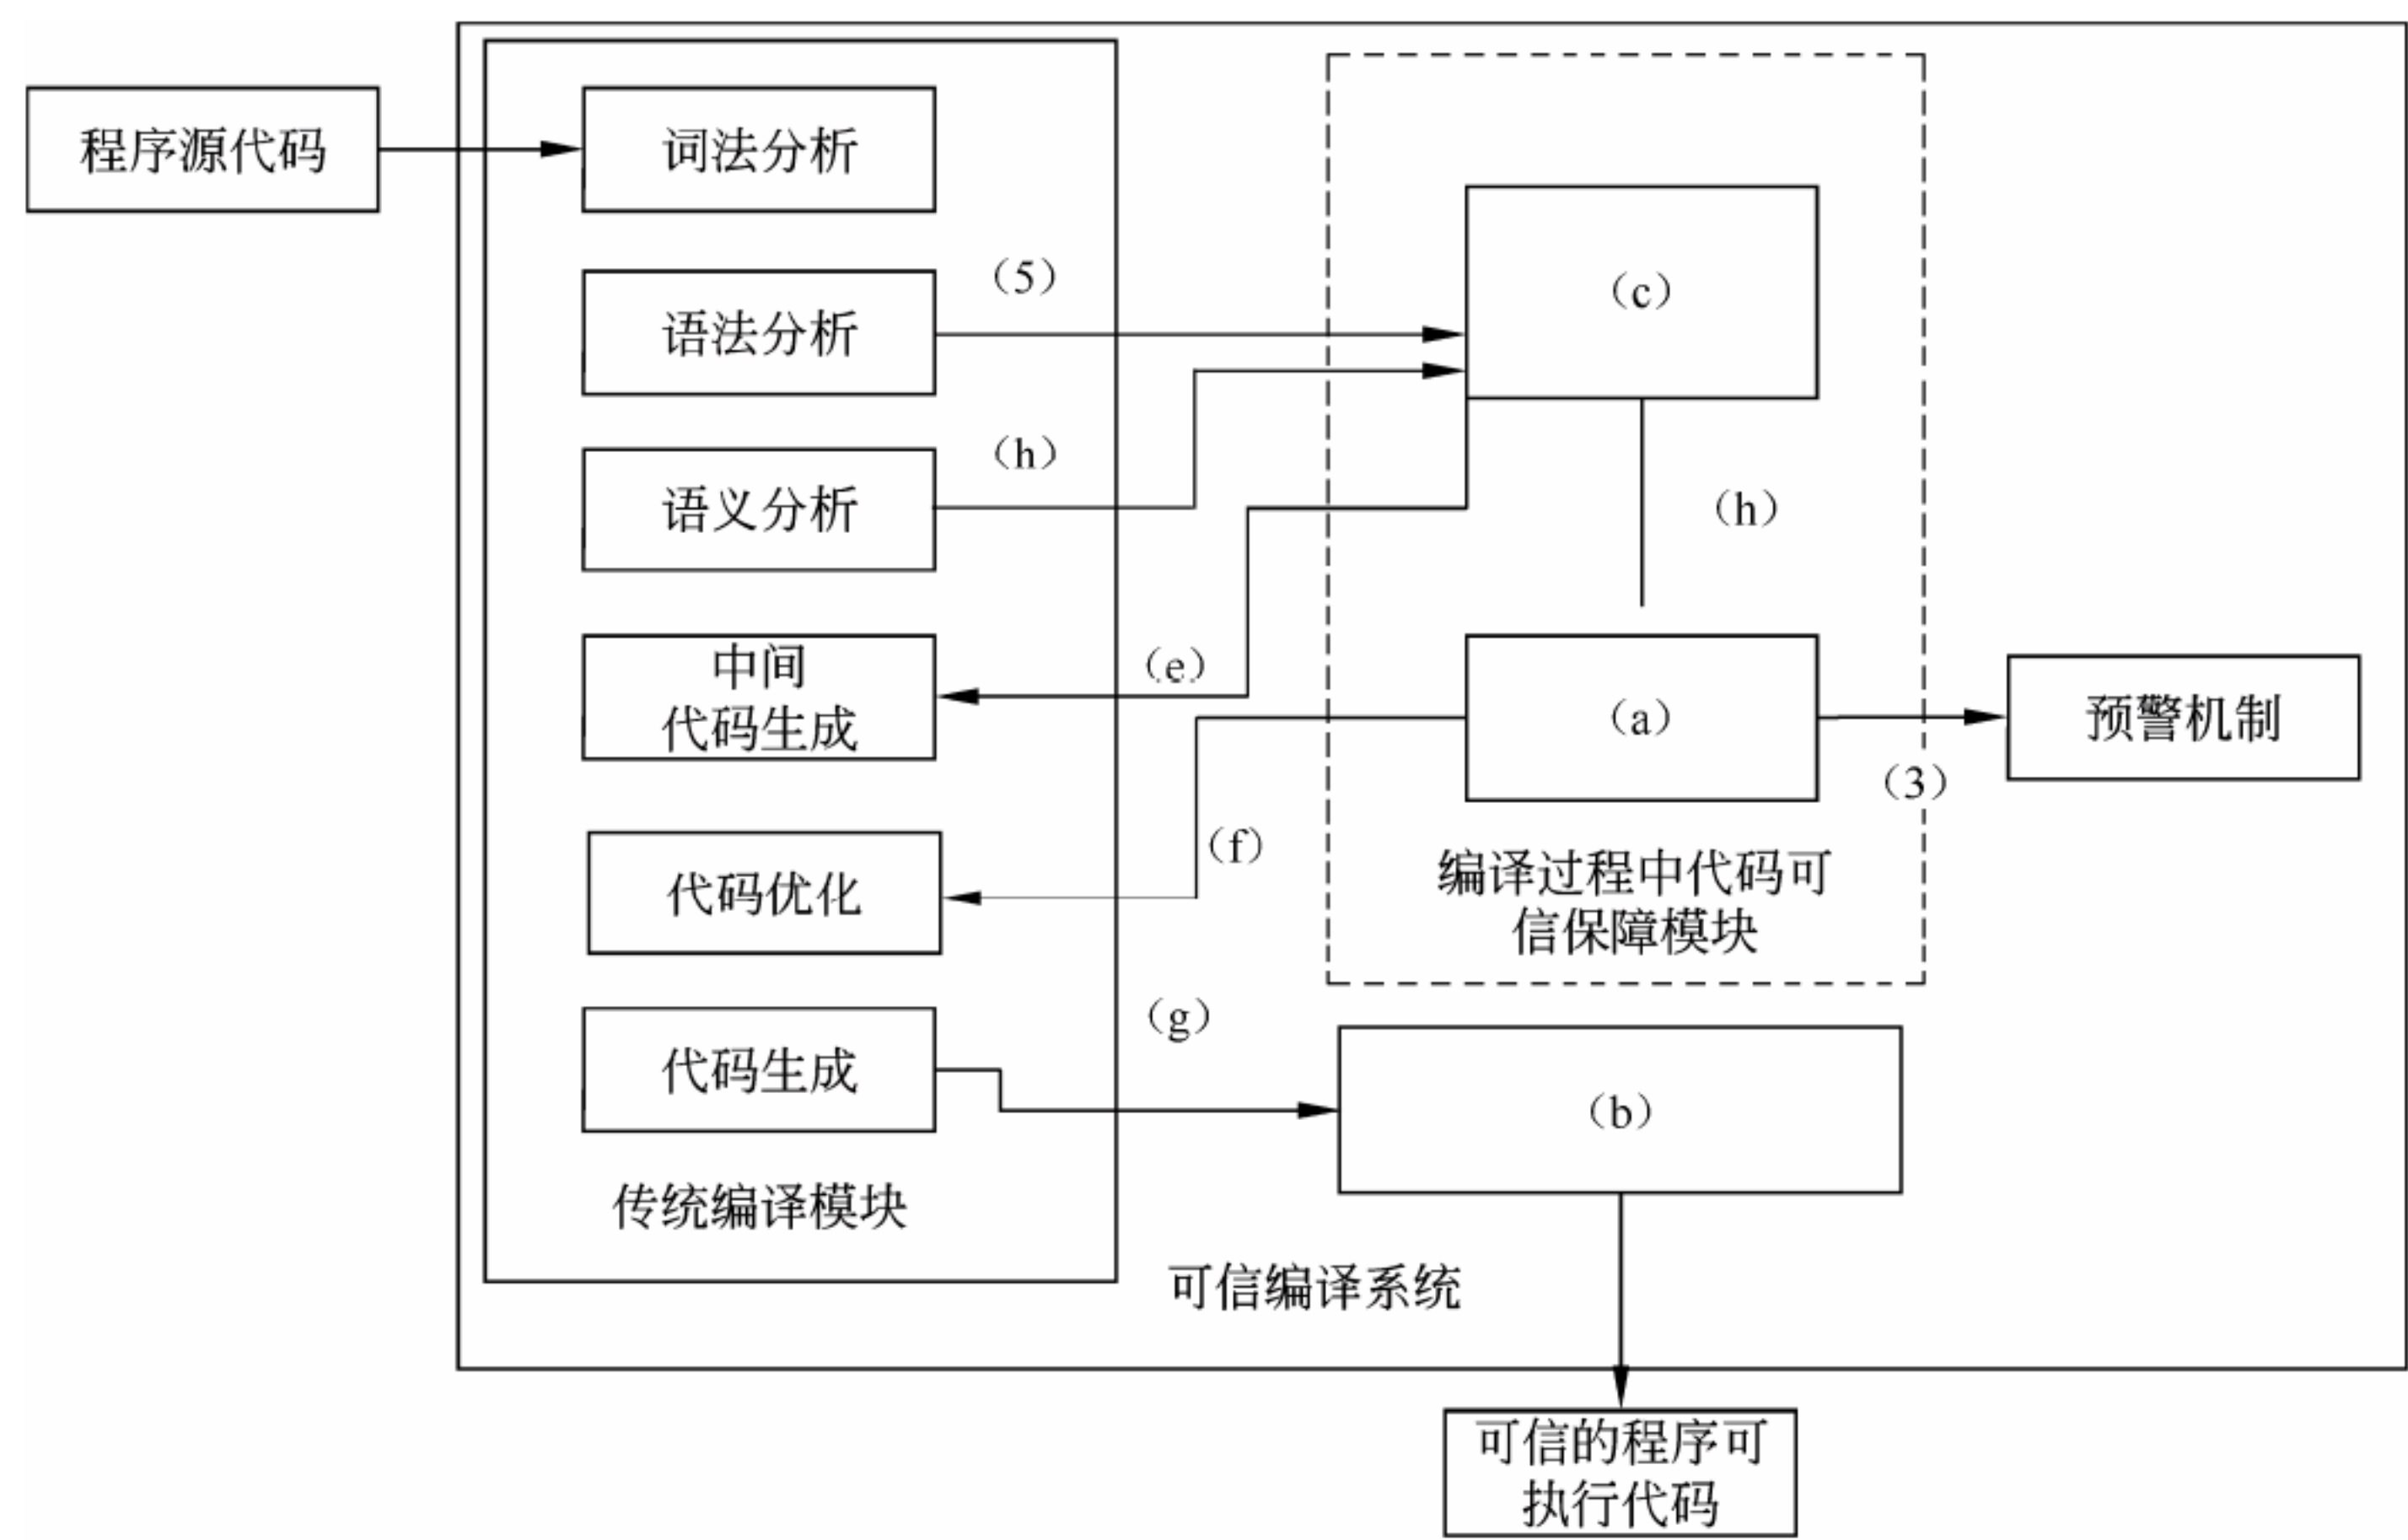 程序源代码
词法分析
(5)
语法分析
(c)
(h)
语义分析
(h)
中间
代码生成
(e)
(a)
预警机制
(3)
(f)
代码优化
编译过程中代码可
信保障模块
(g)
代码生成
(b)
传统编译模块
可信编译系统
可信的程序可
执行代码